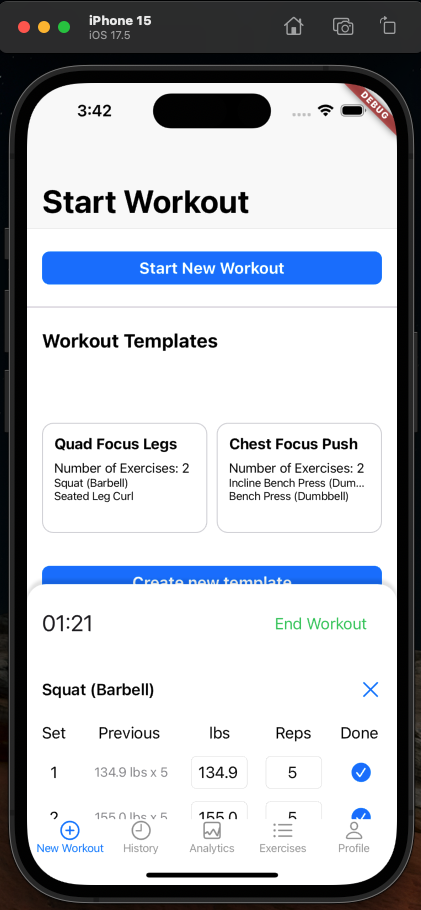 iPhone 15
iOS 17.5
3:42
DEBUG
Start Workout
Start New Workout
Workout Templates
Quad Focus Legs
Number of Exercises: 2
Squat (Barbell)
Seated Leg Curl
Chest Focus Push
Number of Exercises: 2
Incline Bench Press (Dum...
Bench Press (Dumbbell)
Create new template
01:21 End Workout
Squat (Barbell)
Set Previous lbs Reps Done
1 134.9 lbs x 5 134.9 5
2 155.0 lbs x 5 155.0 5
New Workout History Analytics Exercises Profile